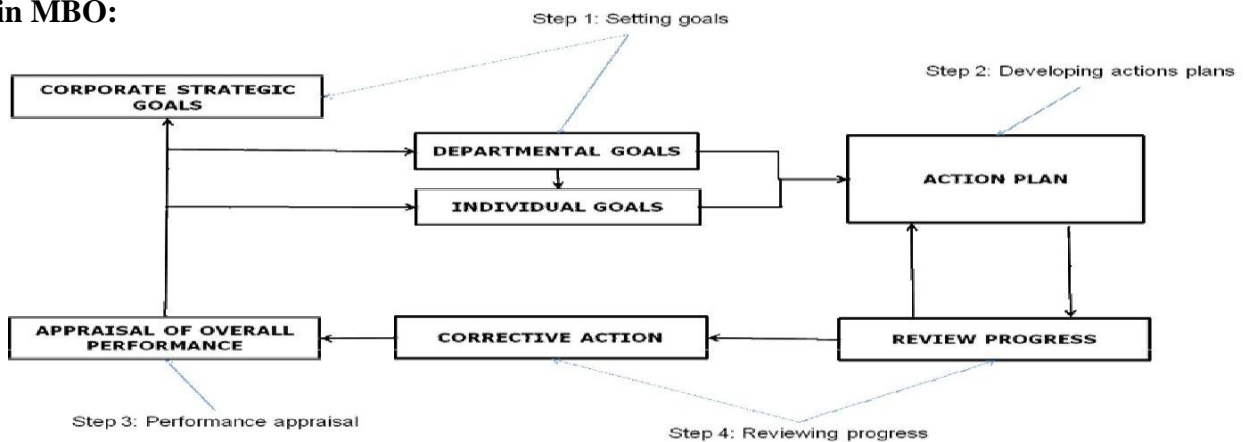 in MBO:
Step 1: Setting goals
Step 2: Developing actions plans
CORPORATE STRATEGIC
GOALS
DEPARTMENTAL GOALS
ACTION PLAN
INDIVIDUAL GOALS
APPRAISAL OF OVERALL
PERFORMANCE
CORRECTIVE ACTION
REVIEW PROGRESS
Step 3: Performance appraisal
Step 4: Reviewing progress